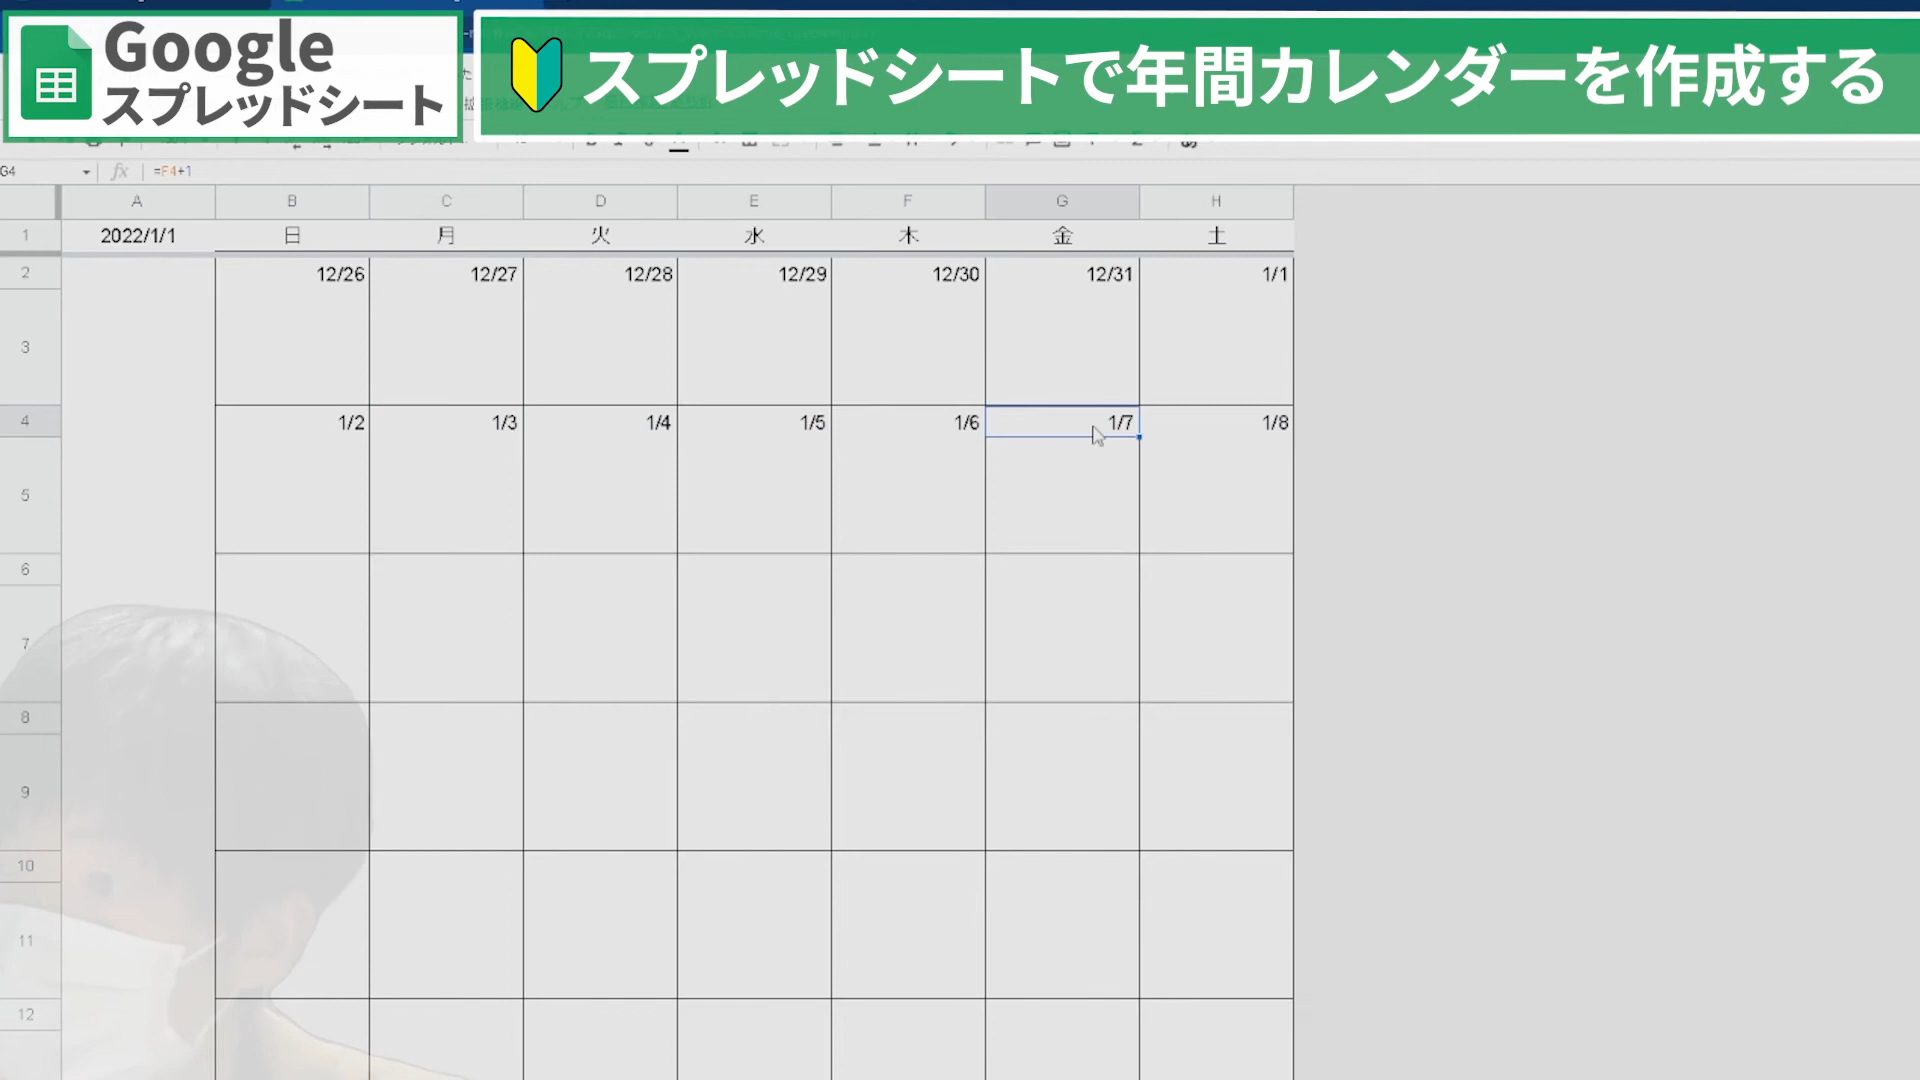 Google
スプレッドシート
スプレッドシートで年間カレンダーを作成する
G4
fx
=F4+1
A B C D E F G H
1 2022/1/1 日 月 火 水 木 金 土
2 12/26 12/27 12/28 12/29 12/30 12/31 1/1
3
4 1/2 1/3 1/4 1/5 1/6 1/7 1/8
5
6
7
8
9
10
11
12